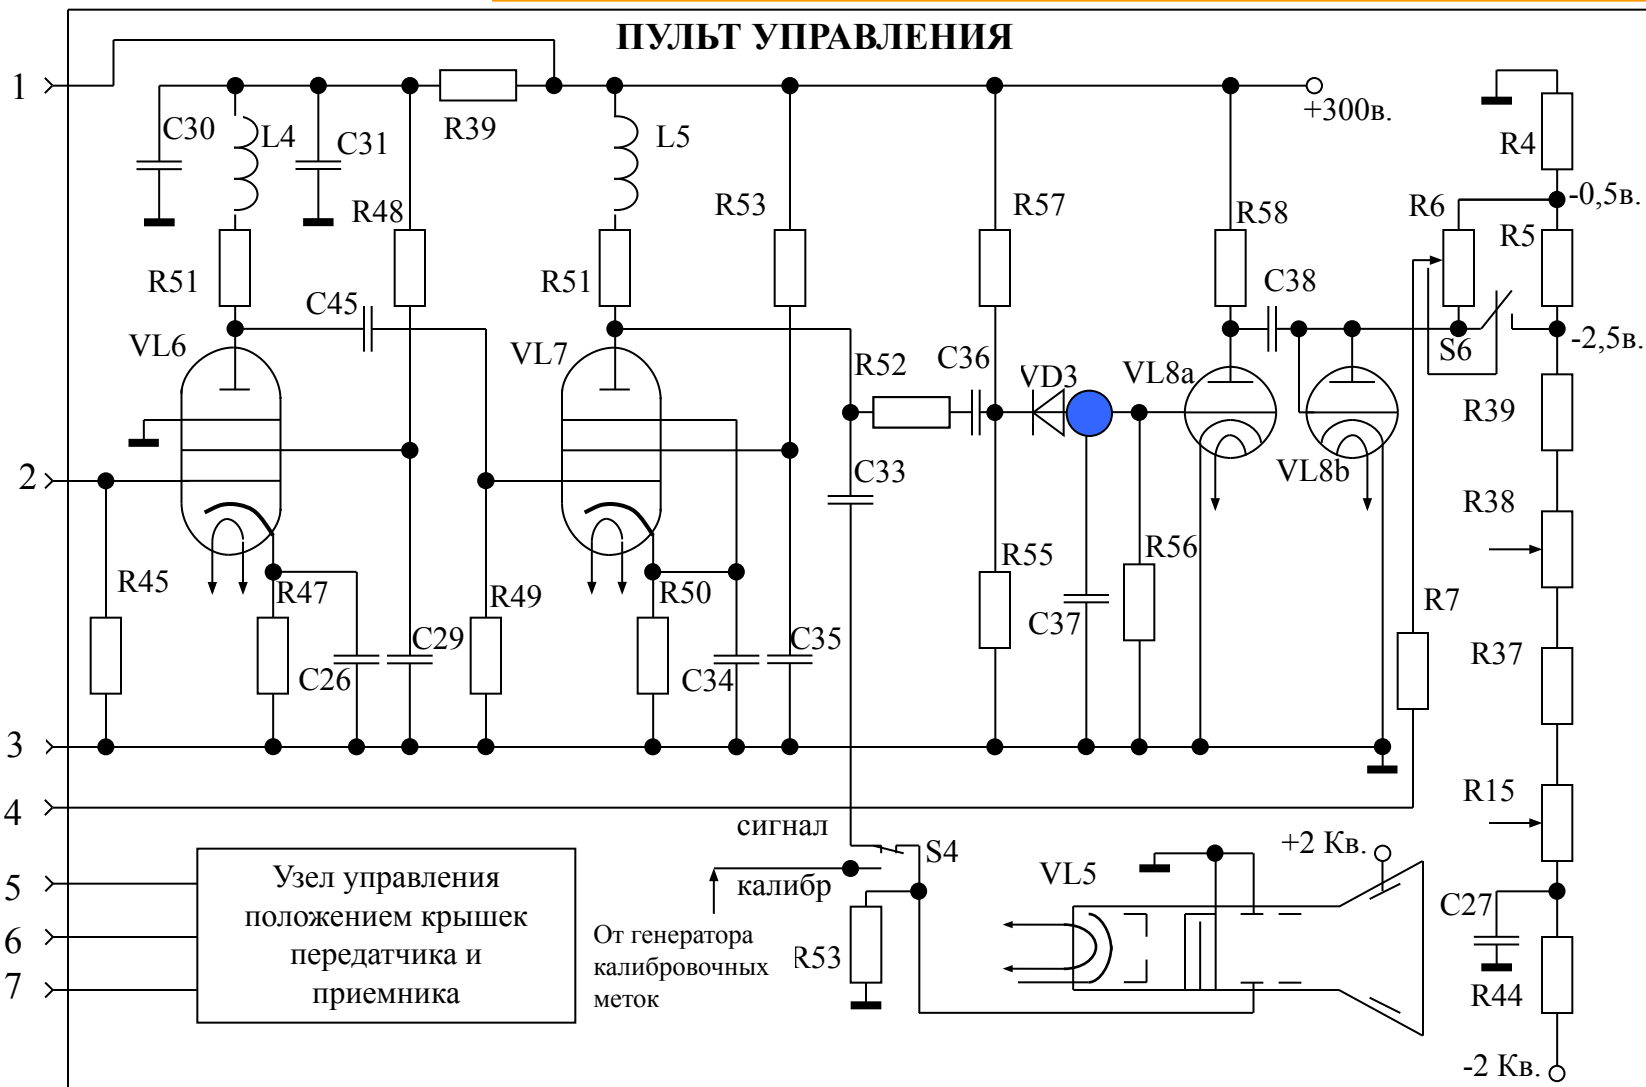 ПУЛЬТ УПРАВЛЕНИЯ
1
+300в.
C30
L4
C31
R39
L5
R4
R48
R53
R57
R58
R6
-0,5в.
R5
R51
R51
C45
C38
VL6
VL7
S6
-2,5в.
R52
C36
VD3
VL8a
R39
2
C33
VL8b
R38
R45
R47
R49
R50
R55
R56
R7
C26
C29
C34
C35
C37
R37
3
4
R15
сигнал
S4
+2 Кв.
калибр
VL5
C27
5
6
7
Узел управления
положением крышек
передатчика и
приемника
От генератора
калибровочных
меток
R53
R44
-2 Кв.